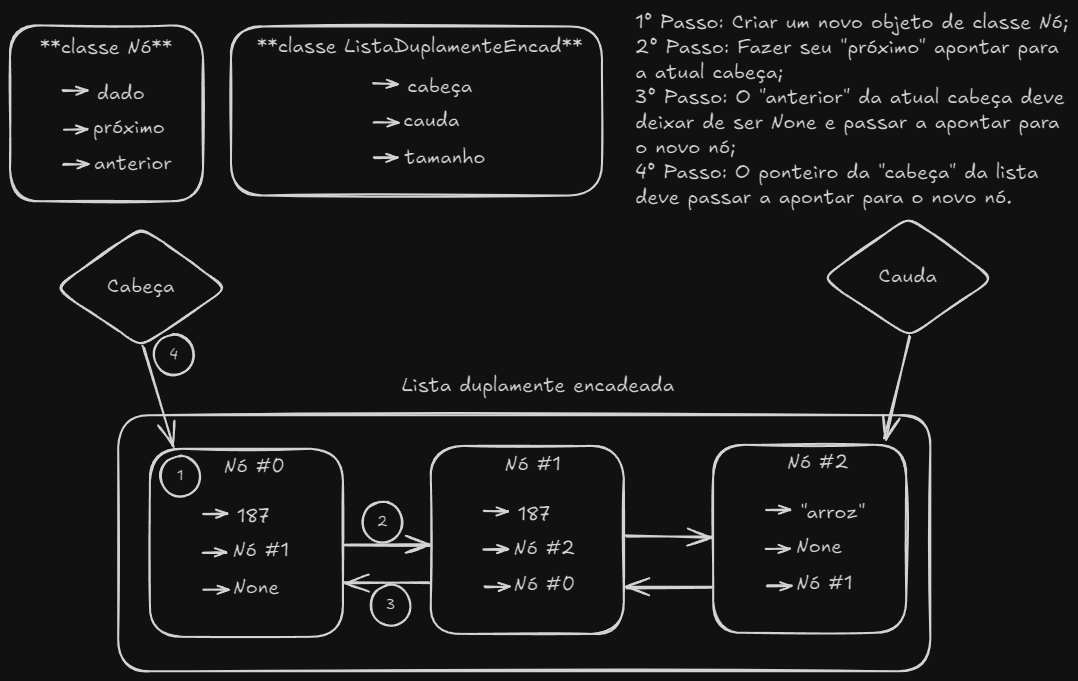 **classe Nó**
dado
próximo
anterior
**classe ListaDuplamenteEncad**
cabeça
cauda
tamanho
1° Passo: Criar um novo objeto de classe Nó;
2° Passo: Fazer seu "próximo" apontar para
a atual cabeça;
3° Passo: O "anterior" da atual cabeça deve
deixar de ser None e passar a apontar para
o novo nó;
4° Passo: O ponteiro da "cabeça" da lista
deve passar a apontar para o novo nó.
Cabeça
Cauda
4
Lista duplamente encadeada
1
Nó #0
187
Nó #1
None
2
3
Nó #1
187
Nó #2
Nó #0
Nó #2
"arroz"
None
Nó #1